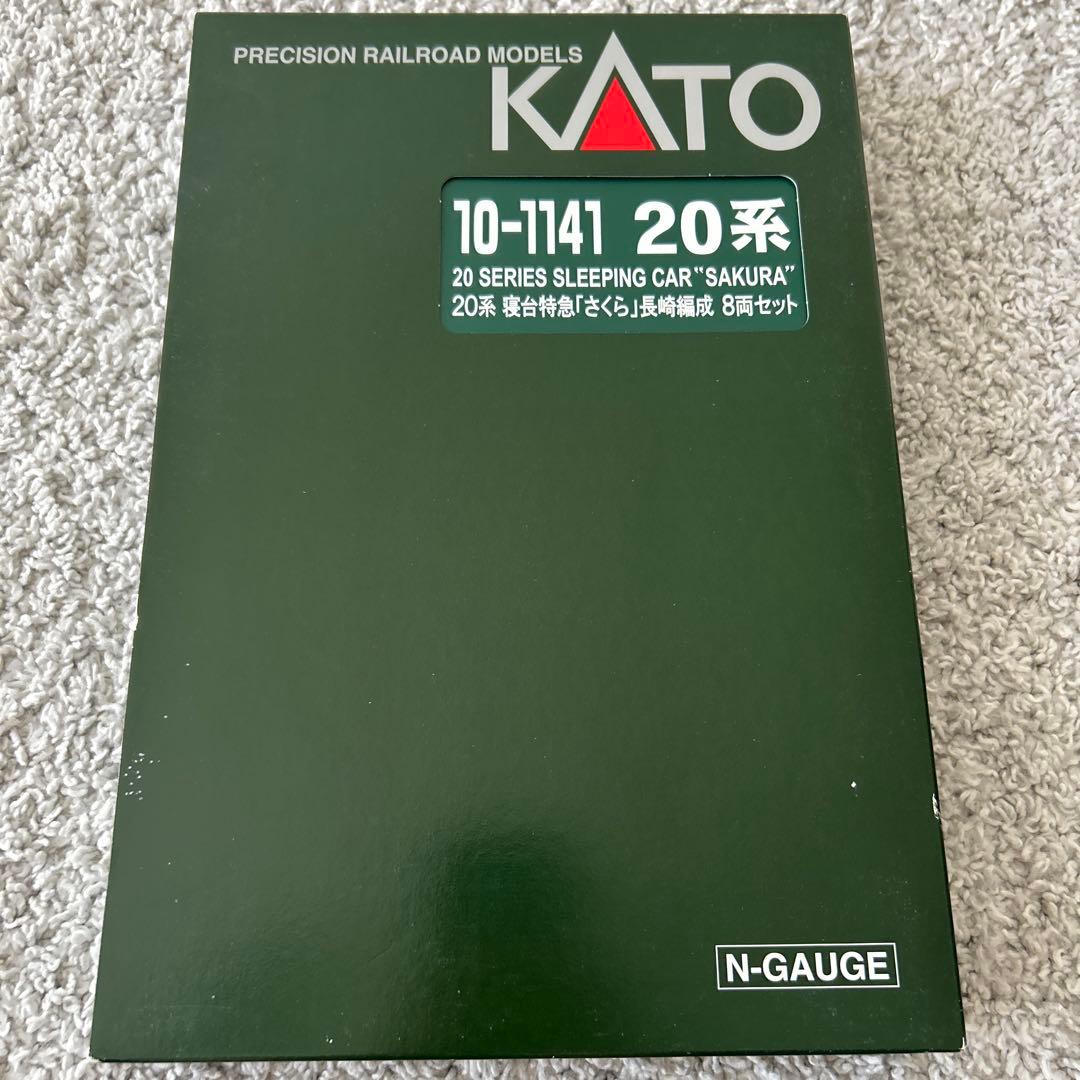 PRECISION RAILROAD MODELS
KATO
10-1141 20系
20 SERIES SLEEPING CAR "SAKURA"
20系 寝台特急「さくら」長崎編成 8両セット
N-GAUGE